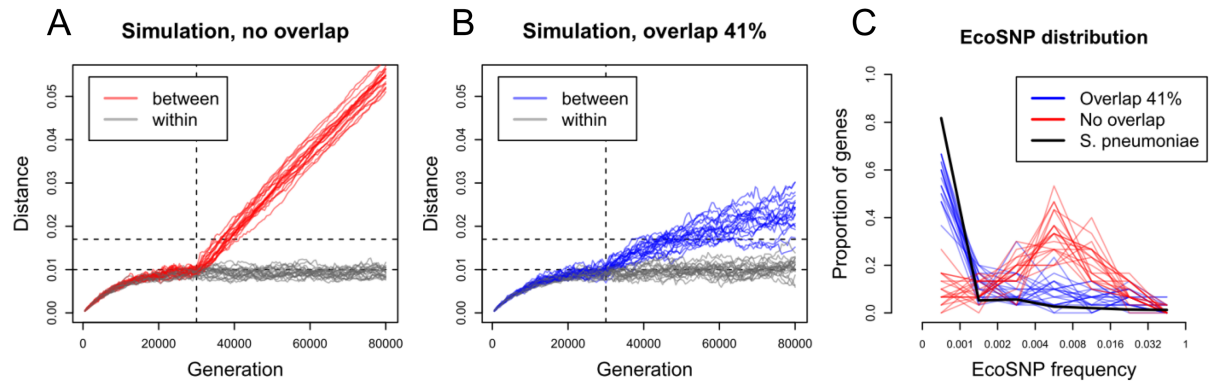 A
Simulation, no overlap
between
within
Distance
0.00
0.01
0.02
0.03
0.04
0.05
0
20000
40000
60000
80000
Generation
B
Simulation, overlap 41%
between
within
Distance
0.00
0.01
0.02
0.03
0.04
0.05
0
20000
40000
60000
80000
Generation
C
EcoSNP distribution
Overlap 41%
No overlap
S. pneumoniae
Proportion of genes
0.0
0.2
0.4
0.6
0.8
1.0
0
0.001
0.002
0.004
0.008
0.016
0.032
1
EcoSNP frequency